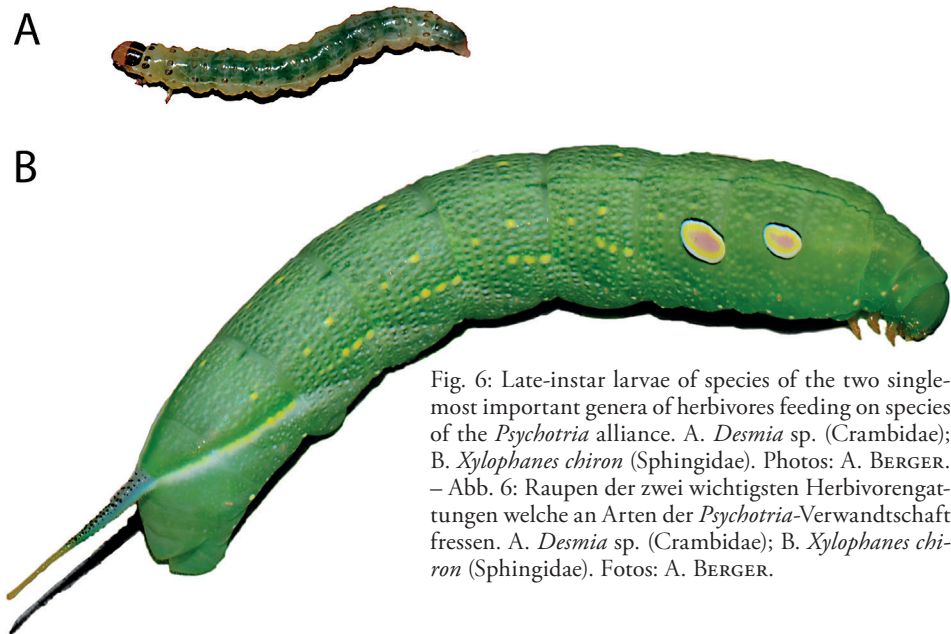 A
B
Fig. 6: Late-instar larvae of species of the two single-
most important genera of herbivores feeding on species
of the Psychotria alliance. A. Desmia sp. (Crambidae);
B. Xylophanes chiron (Sphingidae). Photos: A. BERGER.
– Abb. 6: Raupen der zwei wichtigsten Herbivorengat-
tungen welche an Arten der Psychotria-Verwandtschaft
fressen. A. Desmia sp. (Crambidae); B. Xylophanes chi-
ron (Sphingidae). Fotos: A. BERGER.